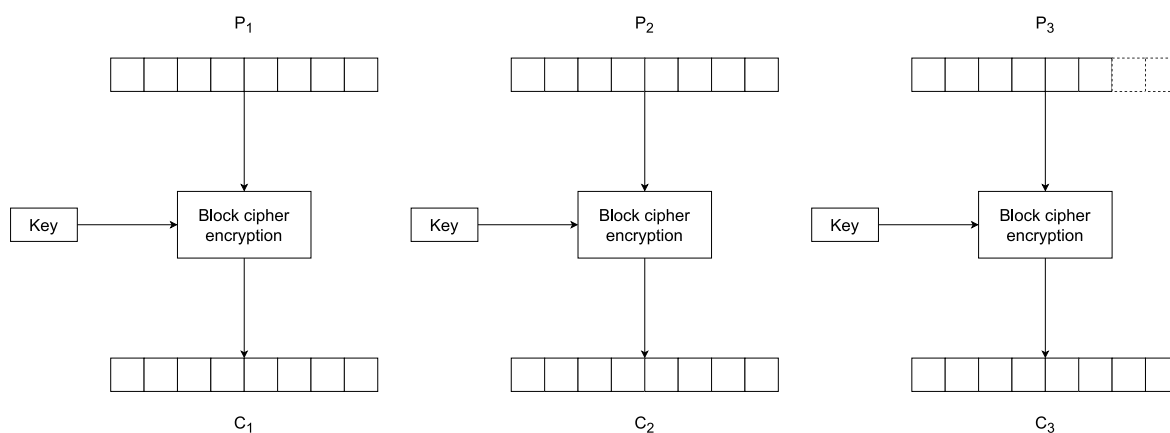 P₁
P₂
P₃
Key
Block cipher
encryption
Key
Block cipher
encryption
Key
Block cipher
encryption
C₁
C₂
C₃